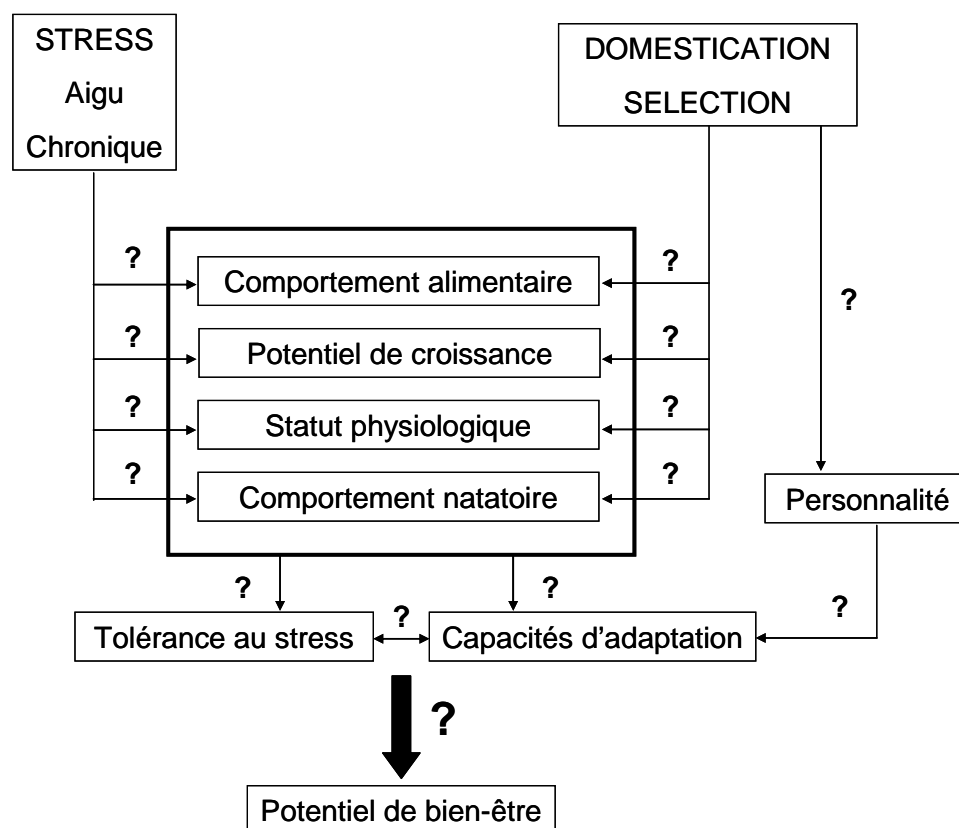 STRESS
Aigu
Chronique
DOMESTICATION
SELECTION
? Comportement alimentaire ?
?
? Potentiel de croissance ?
? Statut physiologique ?
? Comportement natatoire ?
Personnalité
? ?
? ?
Tolérance au stress Capacités d'adaptation
?
Potentiel de bien-être